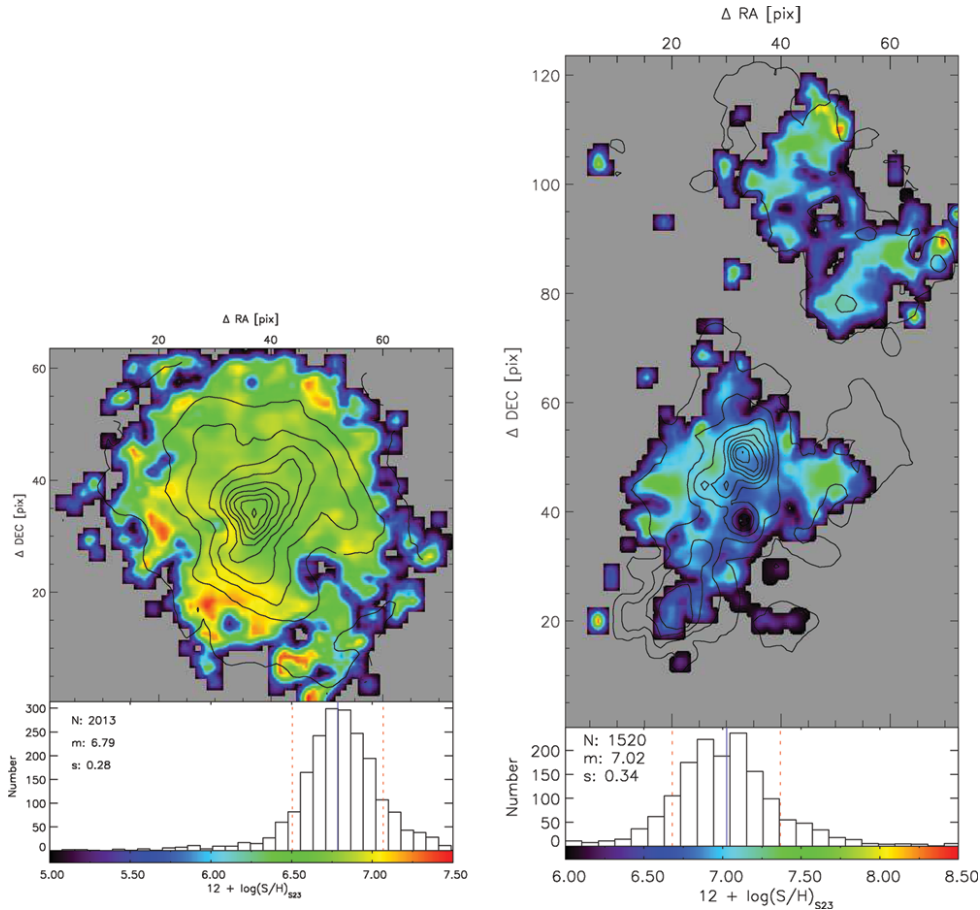 Δ RA [pix]
20 40 60
Δ DEC [pix]
120
100
80
60
40
20
0
Δ RA [pix]
20 40 60
Δ DEC [pix]
60
40
20
Number
300
250
200
150
100
50
0
N: 2013
m: 6.79
s: 0.28
5.00 5.50 6.00 6.50 7.00 7.50
12 + log(S/H)S23
Number
200
150
100
50
0
N: 1520
m: 7.02
s: 0.34
6.00 6.50 7.00 7.50 8.00 8.50
12 + log(S/H)S23